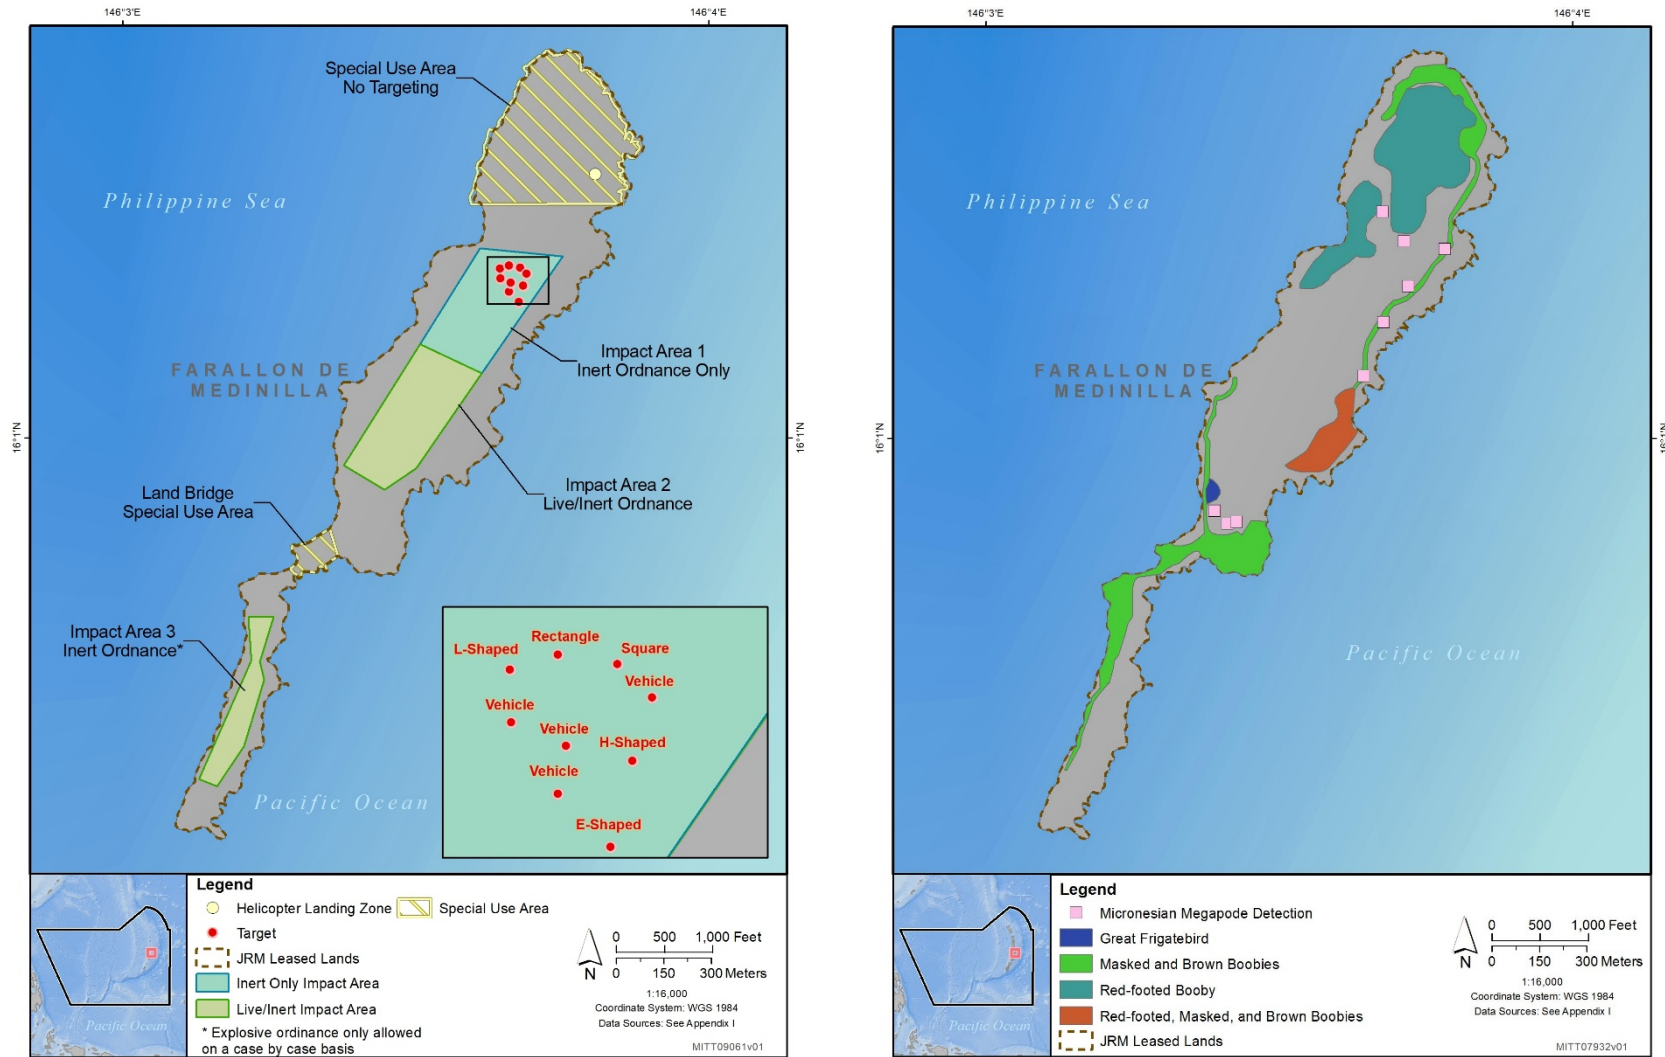 146°3'E
146°4'E
Special Use Area
No Targeting
Philippine Sea
FARALLON DE
MEDINILLA
Impact Area 1
Inert Ordnance Only
16°1'N
16°1'N
Land Bridge
Special Use Area
Impact Area 2
Live/Inert Ordnance
Impact Area 3
Inert Ordnance*
Pacific Ocean
Rectangle
L-Shaped
Square
Vehicle
Vehicle
Vehicle
H-Shaped
Vehicle
E-Shaped
Pacific Ocean
Legend
Helicopter Landing Zone
Special Use Area
Target
JRM Leased Lands
Inert Only Impact Area
Live/Inert Impact Area
* Explosive ordinance only allowed
on a case by case basis
N
0 500 1,000 Feet
0 150 300 Meters
1:16,000
Coordinate System: WGS 1984
Data Sources: See Appendix I
MITT09061v01
146°3'E
146°4'E
Philippine Sea
FARALLON DE
MEDINILLA
16°1'N
16°1'N
Pacific Ocean
Pacific Ocean
Legend
Micronesian Megapode Detection
Great Frigatebird
Masked and Brown Boobies
Red-footed Booby
Red-footed, Masked, and Brown Boobies
JRM Leased Lands
N
0 500 1,000 Feet
0 150 300 Meters
1:16,000
Coordinate System: WGS 1984
Data Sources: See Appendix I
MITT07932v01